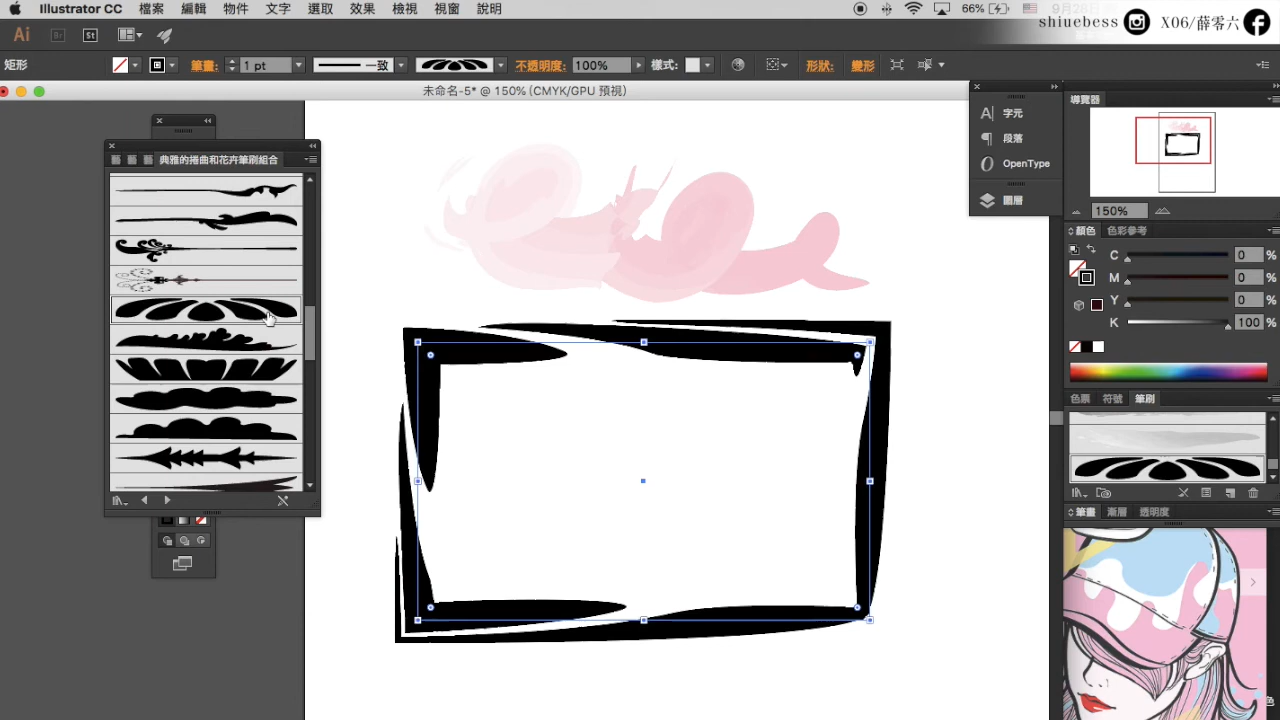 Illustrator CC 檔案 編輯 物件 文字 選取 效果 檢視 視窗 說明
66%
shiuebess X06/薛零六
Ai Br St
矩形 筆畫: 1 pt 一致 不透明度: 100% 樣式: 形狀: 變形
未命名-5* @ 150% (CMYK/GPU 預視)
典雅的捲曲和花卉筆刷組合
字元
段落
OpenType
圖層
導覽器
150%
顏色 色彩參考
C 0 %
M 0 %
Y 0 %
K 100 %
色票 符號 筆刷
筆畫 漸層 透明度